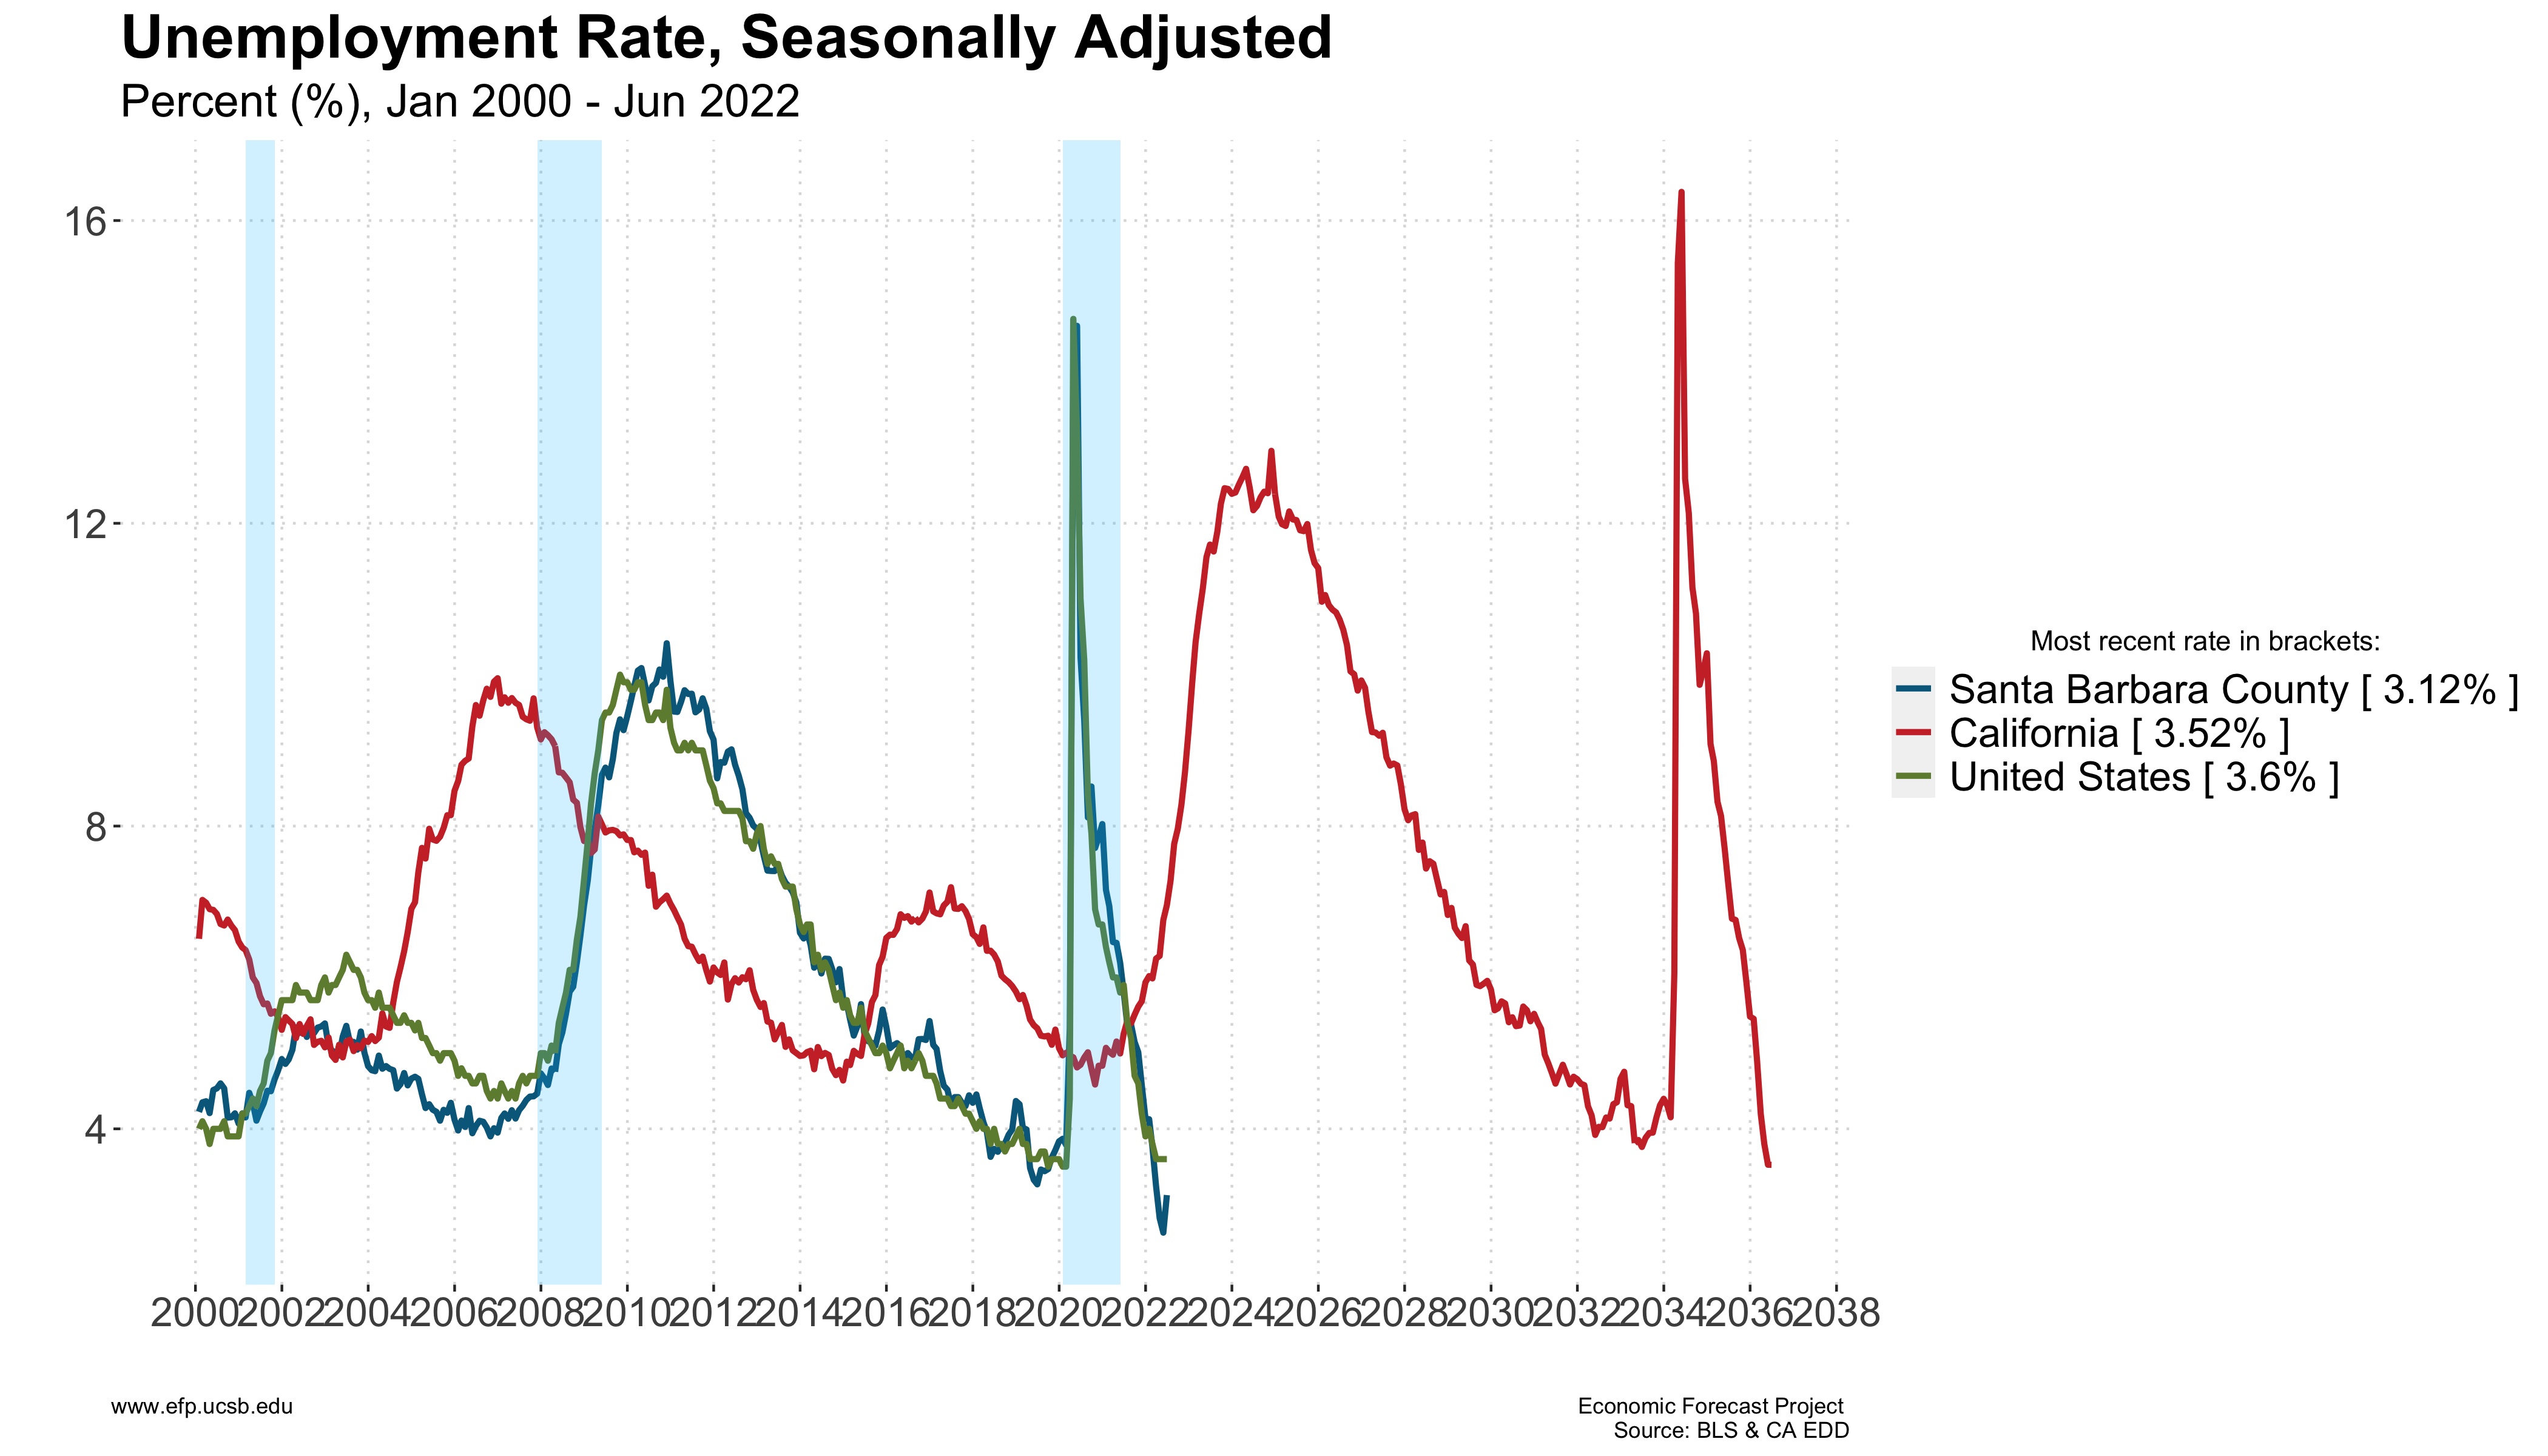 Unemployment Rate, Seasonally Adjusted
Percent (%), Jan 2000 - Jun 2022
16
12
8
4
2000 2002 2004 2006 2008 2010 2012 2014 2016 2018 2020 2022 2024 2026 2028 2030 2032 2034 2036 2038
Most recent rate in brackets:
Santa Barbara County [ 3.12% ]
California [ 3.52% ]
United States [ 3.6% ]
www.efp.ucsb.edu
Economic Forecast Project
Source: BLS & CA EDD